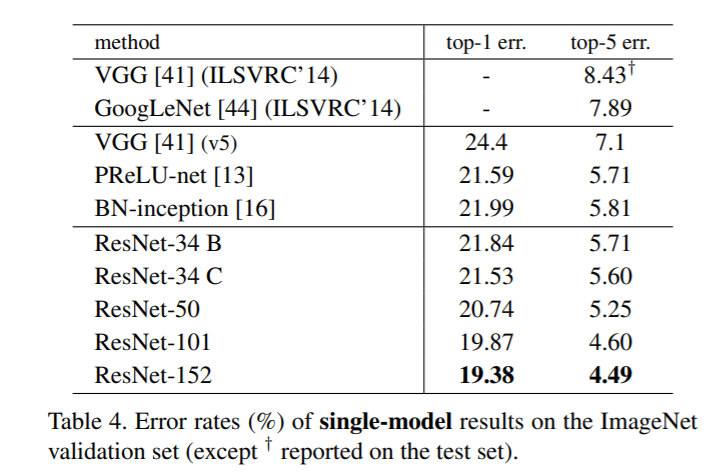 method top-1 err. top-5 err.
VGG [41] (ILSVRC’14) - 8.43†
GoogLeNet [44] (ILSVRC’14) - 7.89
VGG [41] (v5) 24.4 7.1
PReLU-net [13] 21.59 5.71
BN-inception [16] 21.99 5.81
ResNet-34 B 21.84 5.71
ResNet-34 C 21.53 5.60
ResNet-50 20.74 5.25
ResNet-101 19.87 4.60
ResNet-152 19.38 4.49
Table 4. Error rates (%) of single-model results on the ImageNet
validation set (except † reported on the test set).